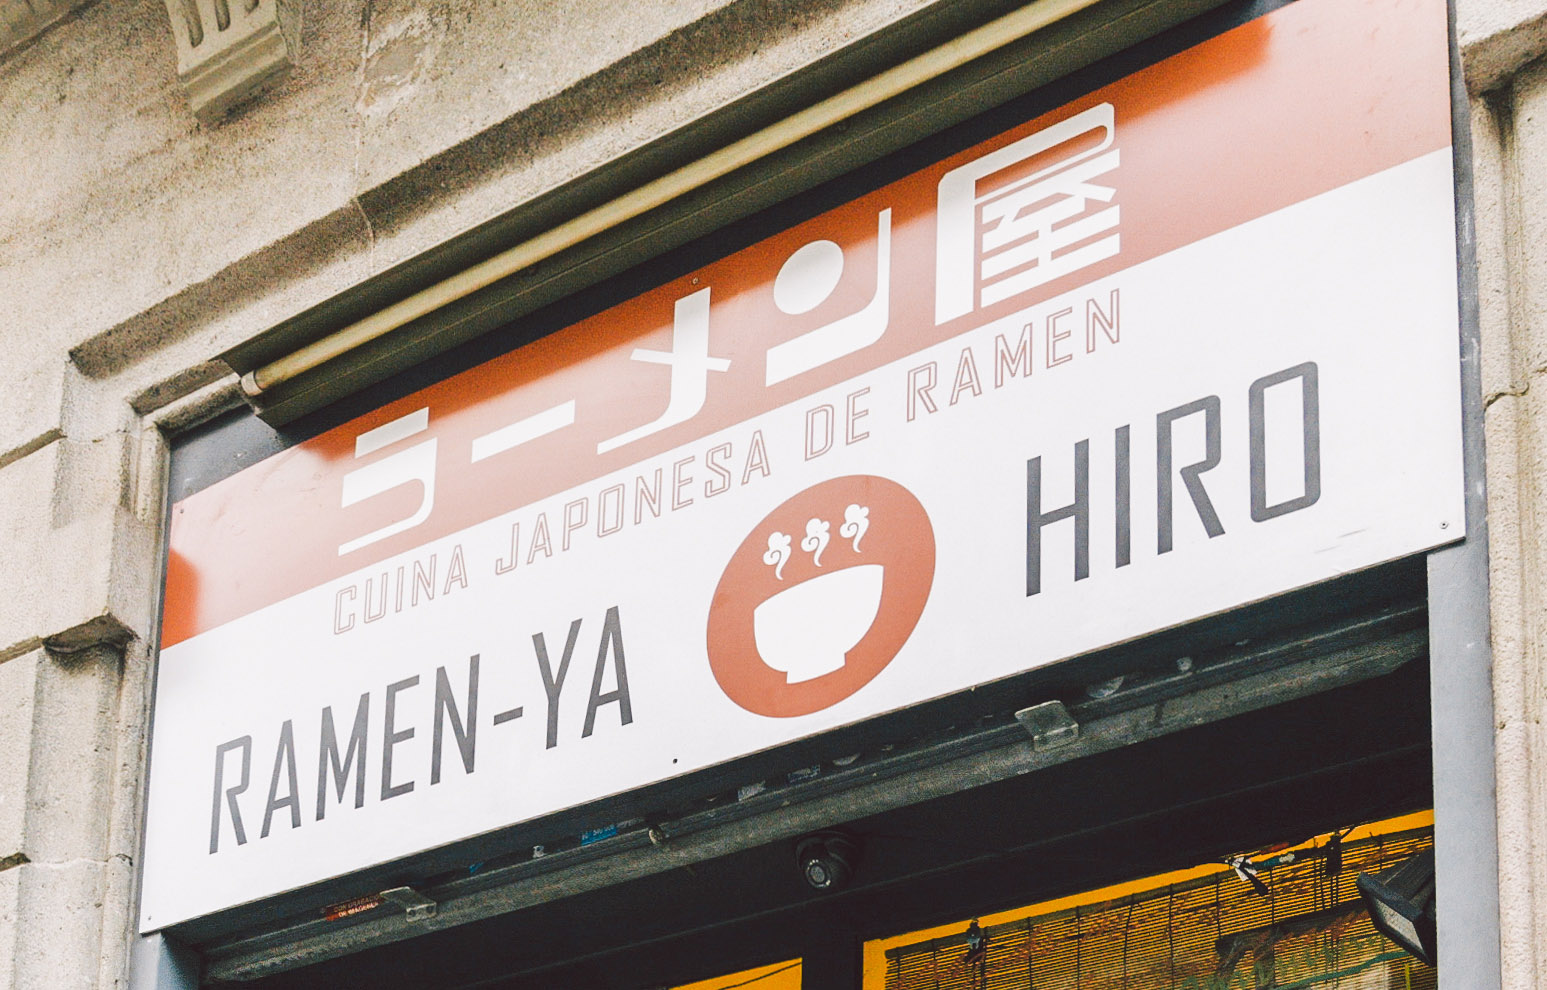 ラーメン屋
CUINA JAPONESA DE RAMEN
RAMEN-YA HIRO